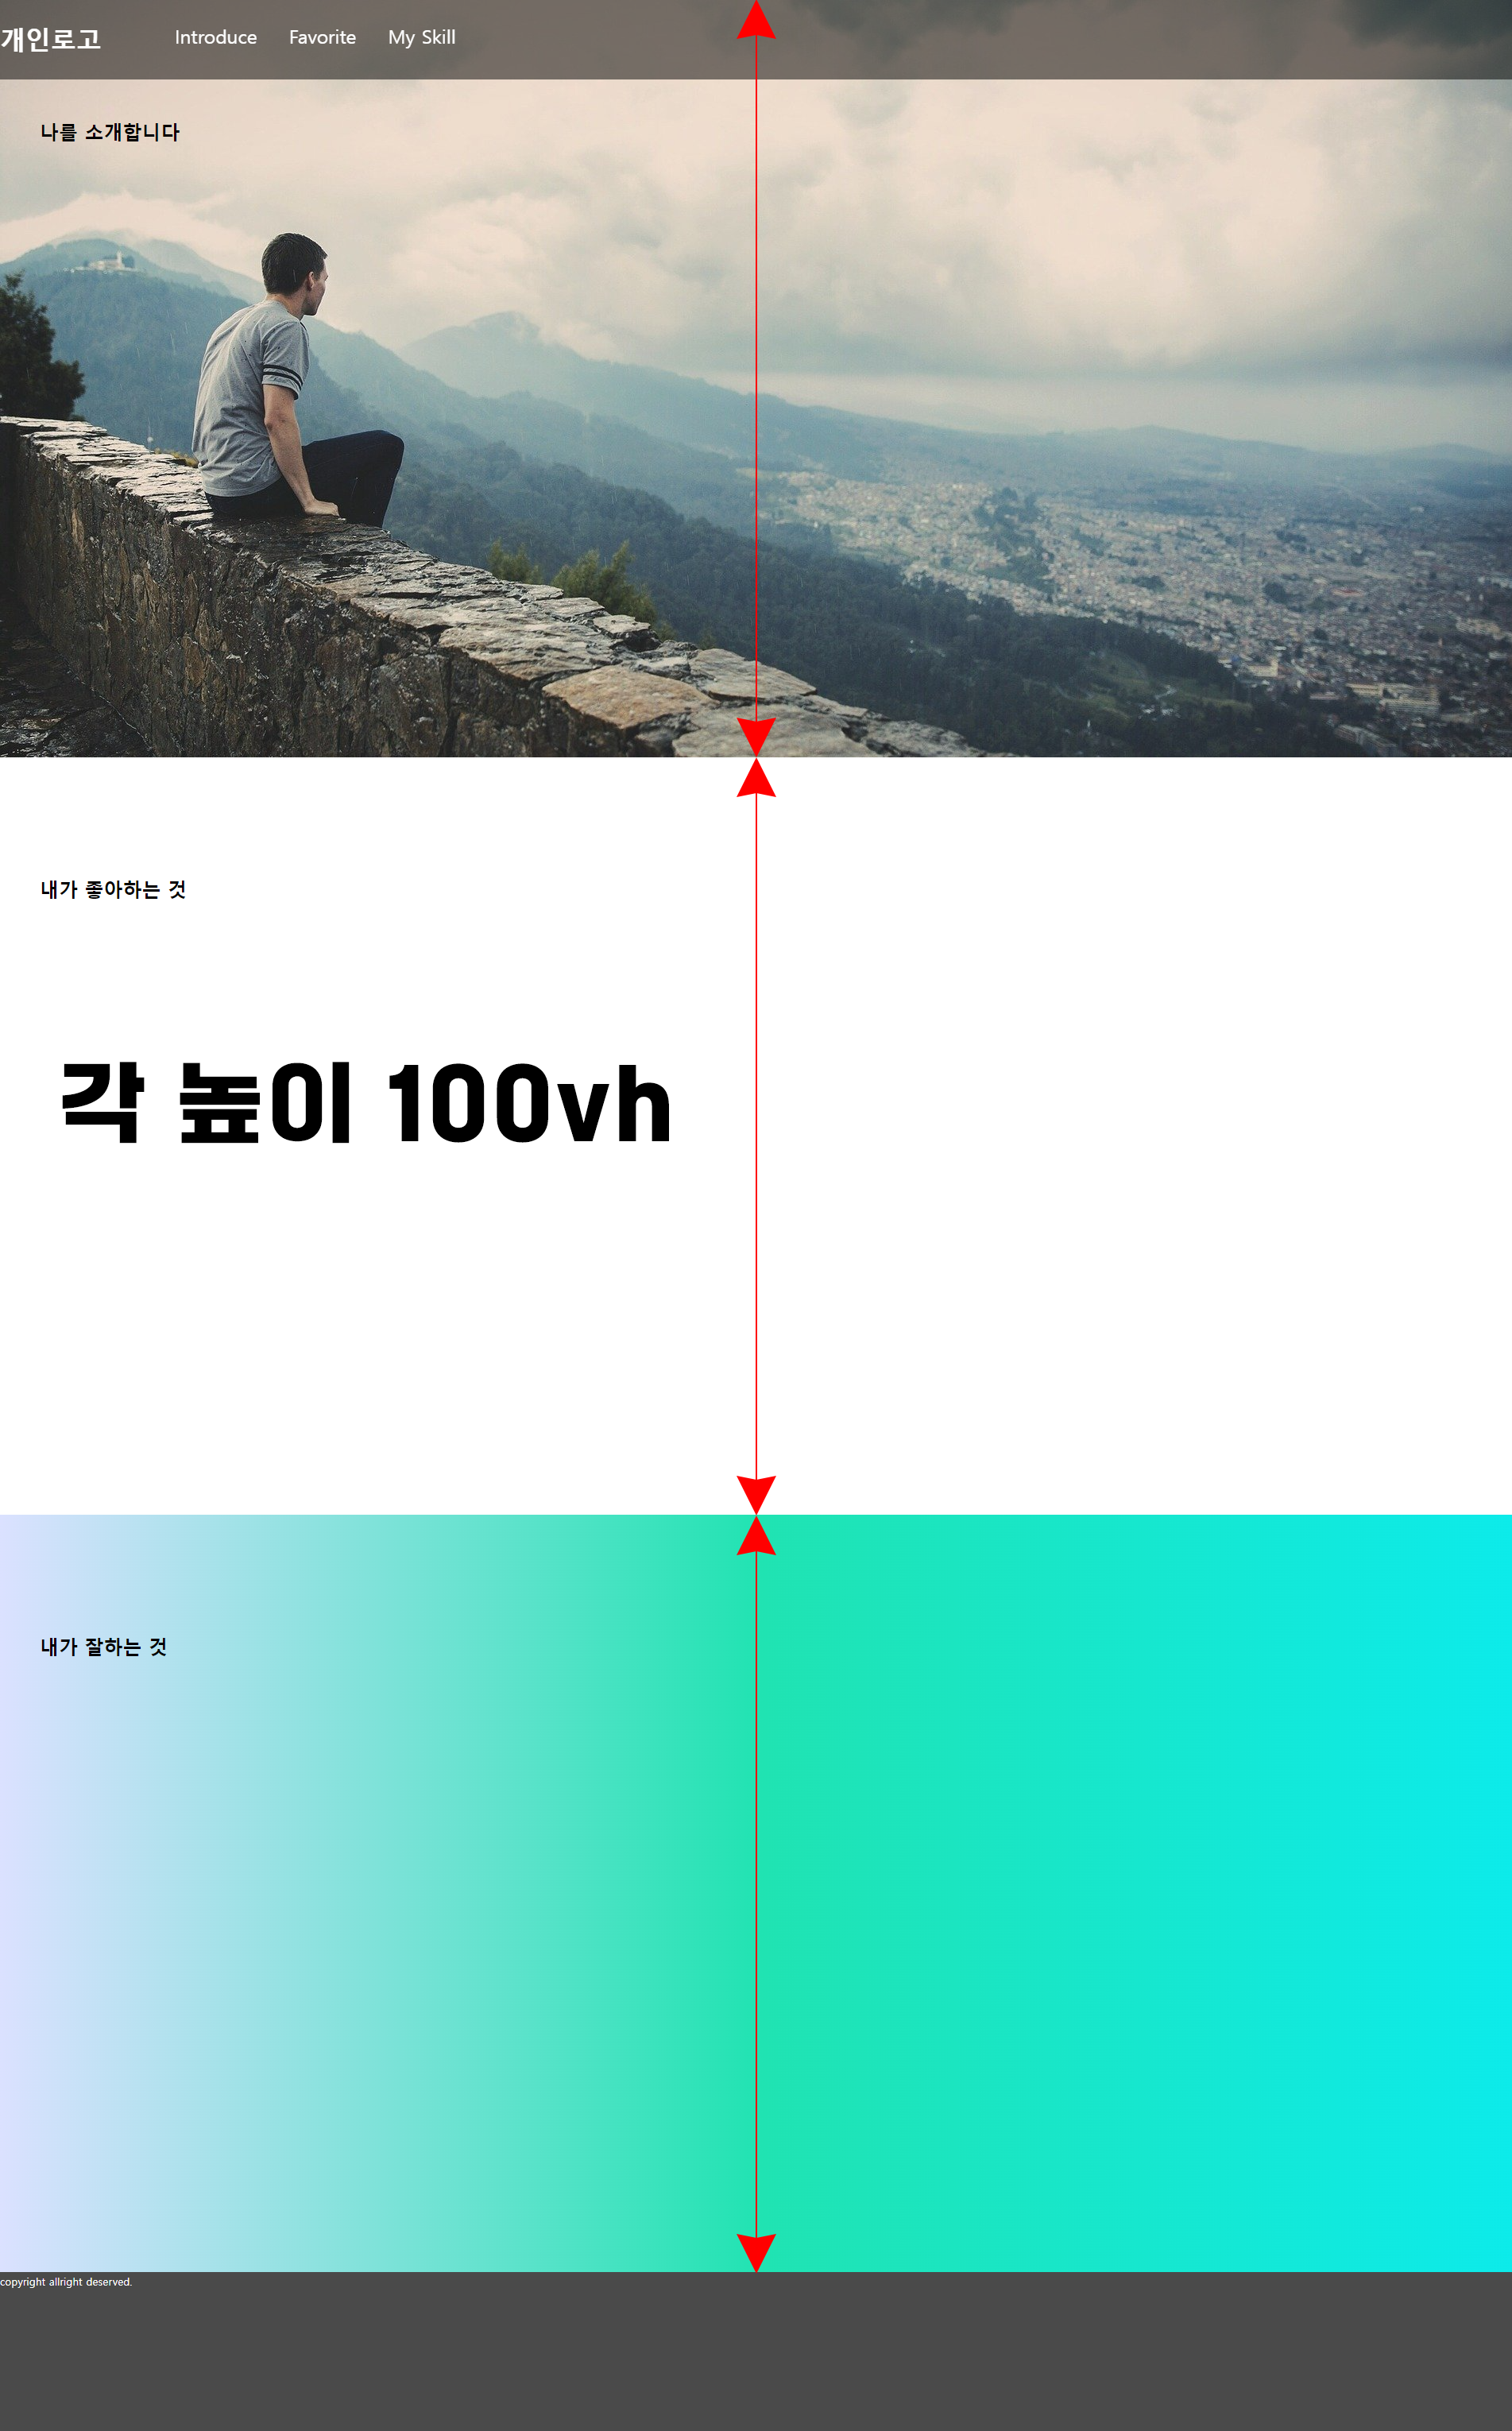 개인로고 Introduce Favorite My Skill
나를 소개합니다
내가 좋아하는 것
각 높이 100vh
내가 잘하는 것
copyright allright deserved.